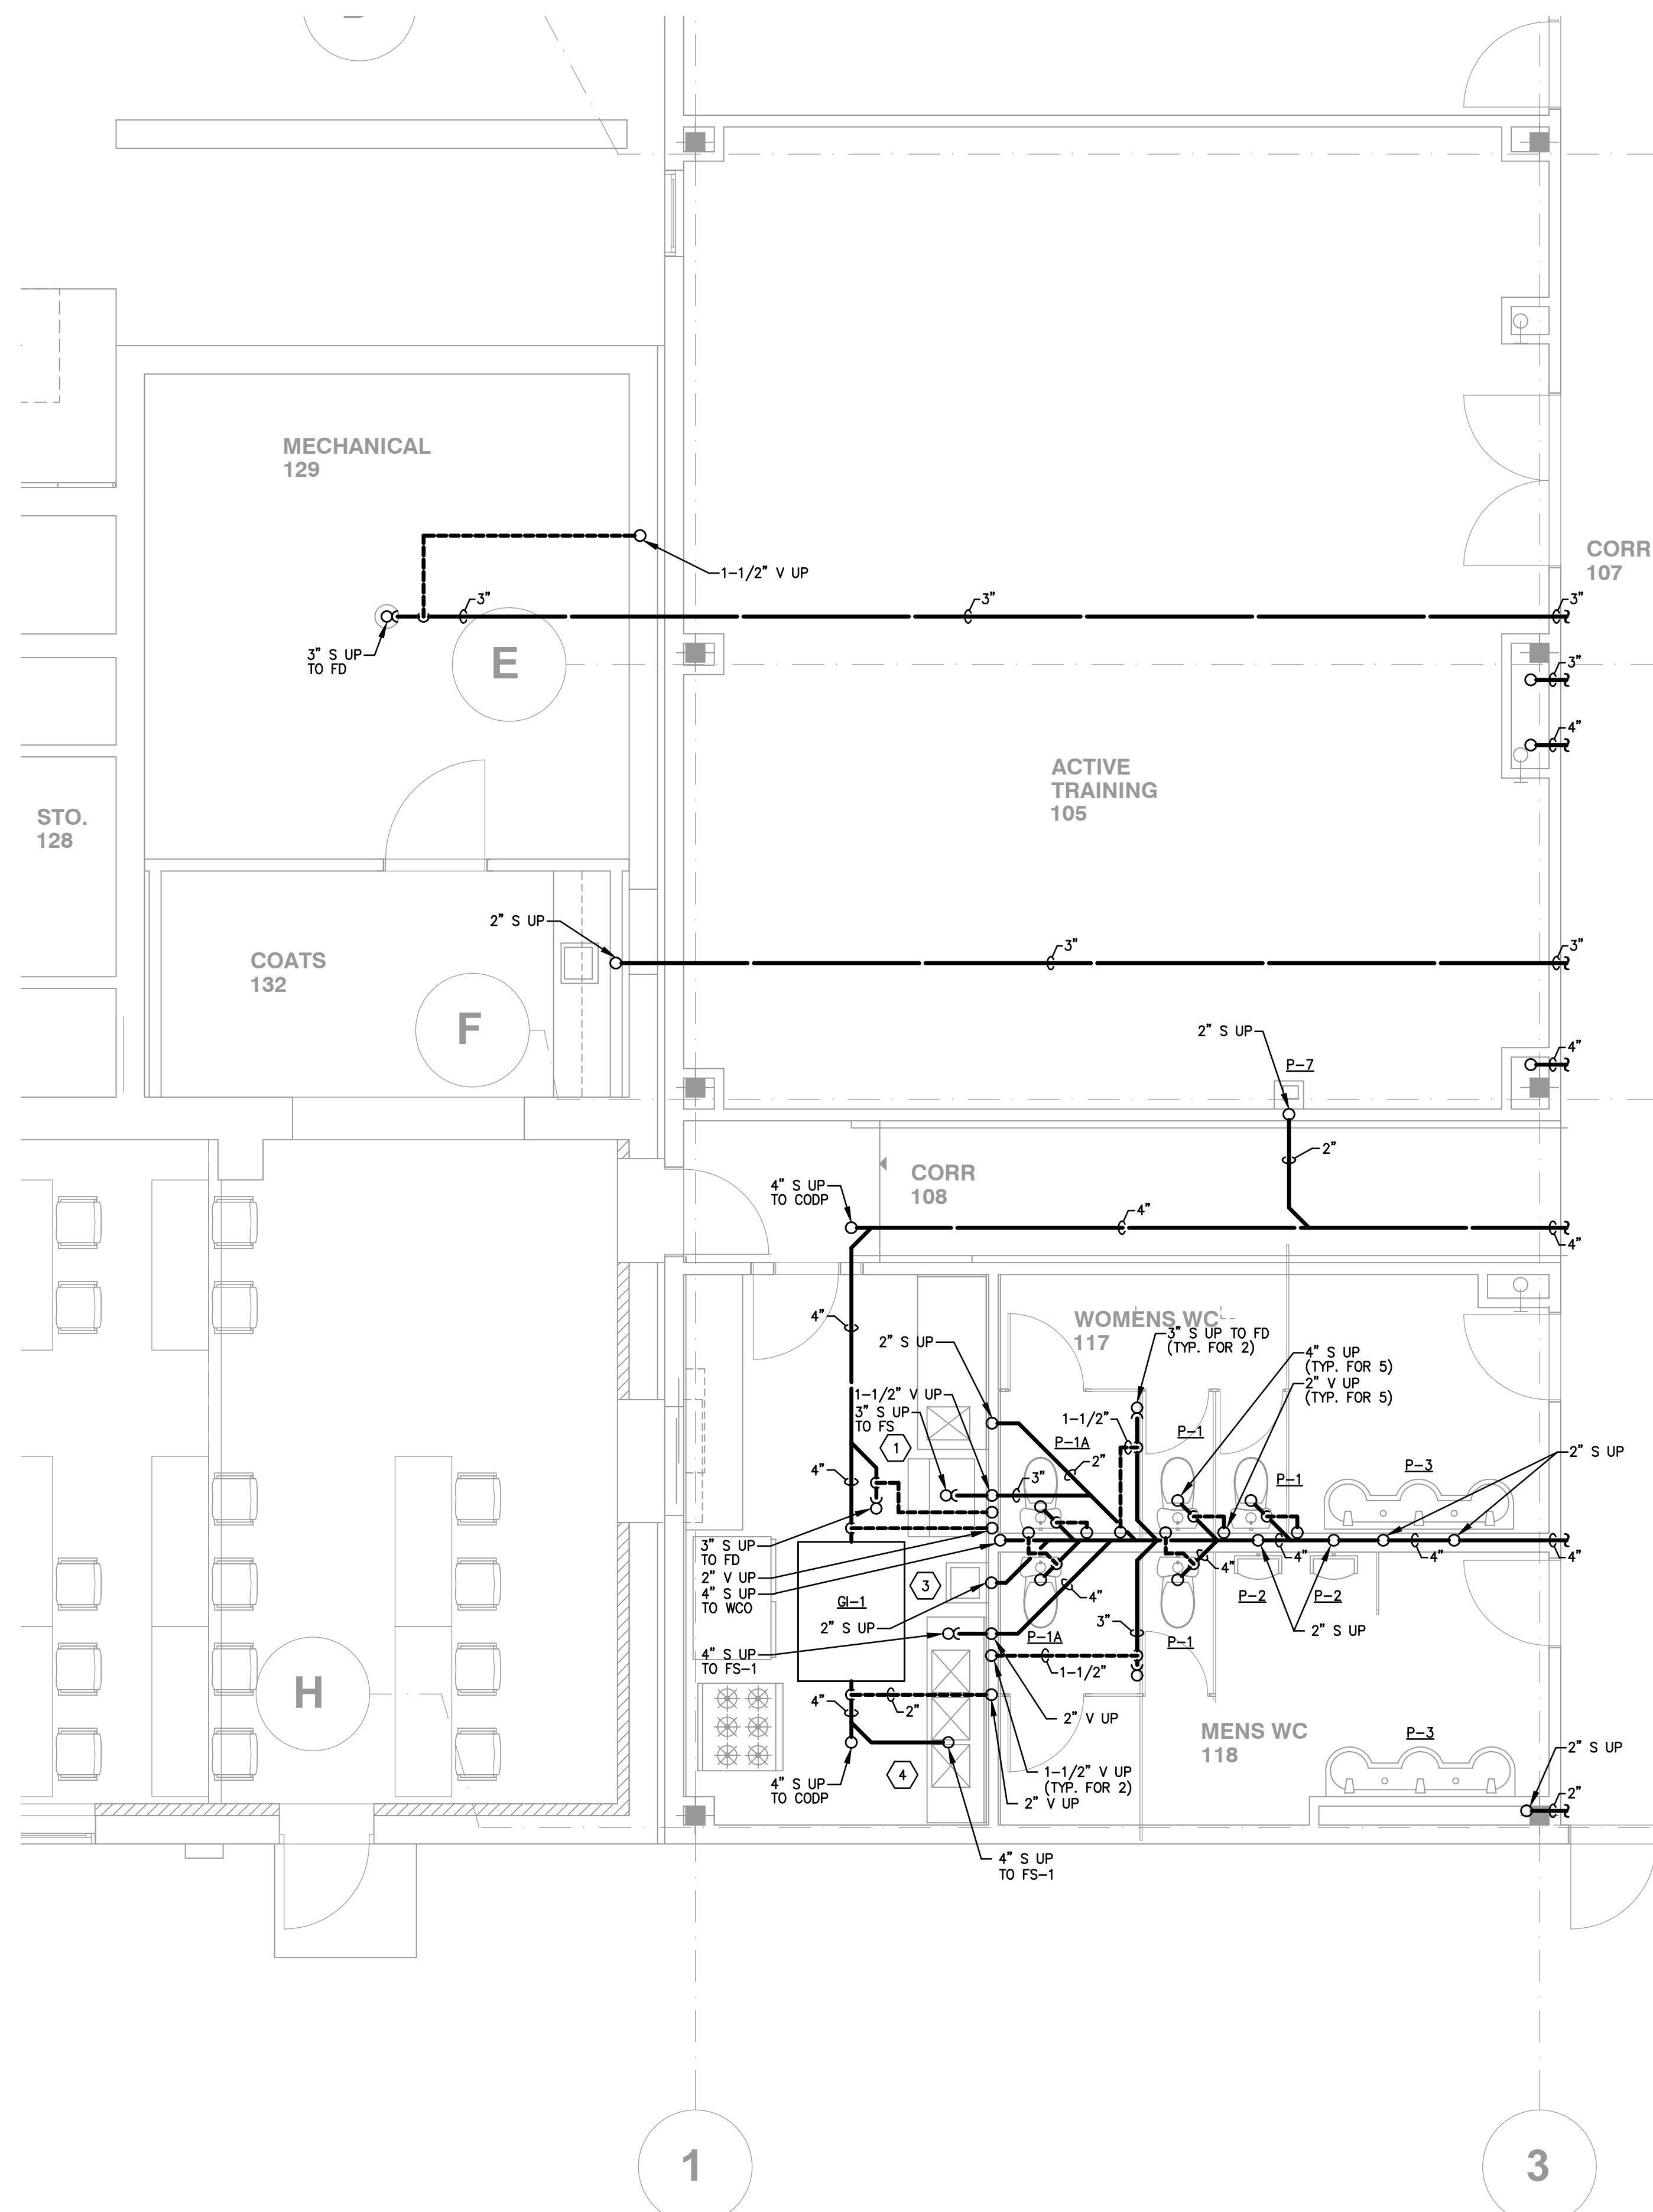 MECHANICAL
129
1-1/2" V UP
3"
3"
3"
3" S UP
TO FD
E
CORR
107
3"
4"
ACTIVE
TRAINING
105
STO.
128
2" S UP
3"
3"
COATS
132
F
2" S UP
P-7
4"
2"
4" S UP
TO CODP
CORR
108
4"
4"
4"
WOMENS WC
117
3" S UP TO FD
(TYP. FOR 2)
2" S UP
4" S UP
(TYP. FOR 5)
2" V UP
(TYP. FOR 5)
1-1/2" V UP
3" S UP
TO FS
1
1-1/2"
P-1A
P-1
2" S UP
4"
3"
2"
P-1
P-3
3" S UP
TO FD
2" V UP
4" S UP
TO WCO
3
4"
4"
4"
4"
GI-1
4"
P-2
P-2
2" S UP
3"
2" S UP
P-1A
P-1
4" S UP
TO FS-1
1-1/2"
H
4"
2"
2" V UP
MENS WC
118
P-3
2" S UP
4" S UP
TO CODP
4
1-1/2" V UP
(TYP. FOR 2)
2" V UP
2"
4" S UP
TO FS-1
1
3